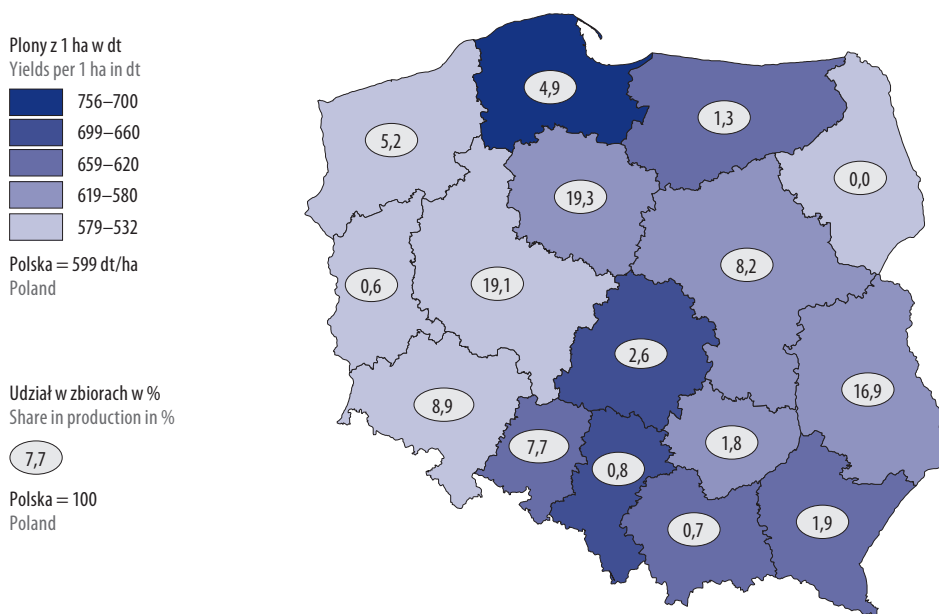 Plony z 1 ha w dt
Yields per 1 ha in dt
756–700
699–660
659–620
619–580
579–532
Polska = 599 dt/ha
Poland
Udział w zbiorach w %
Share in production in %
7,7
Polska = 100
Poland
4,9
1,3
5,2
0,0
19,3
8,2
0,6
19,1
2,6
16,9
8,9
7,7
1,8
0,8
0,7
1,9